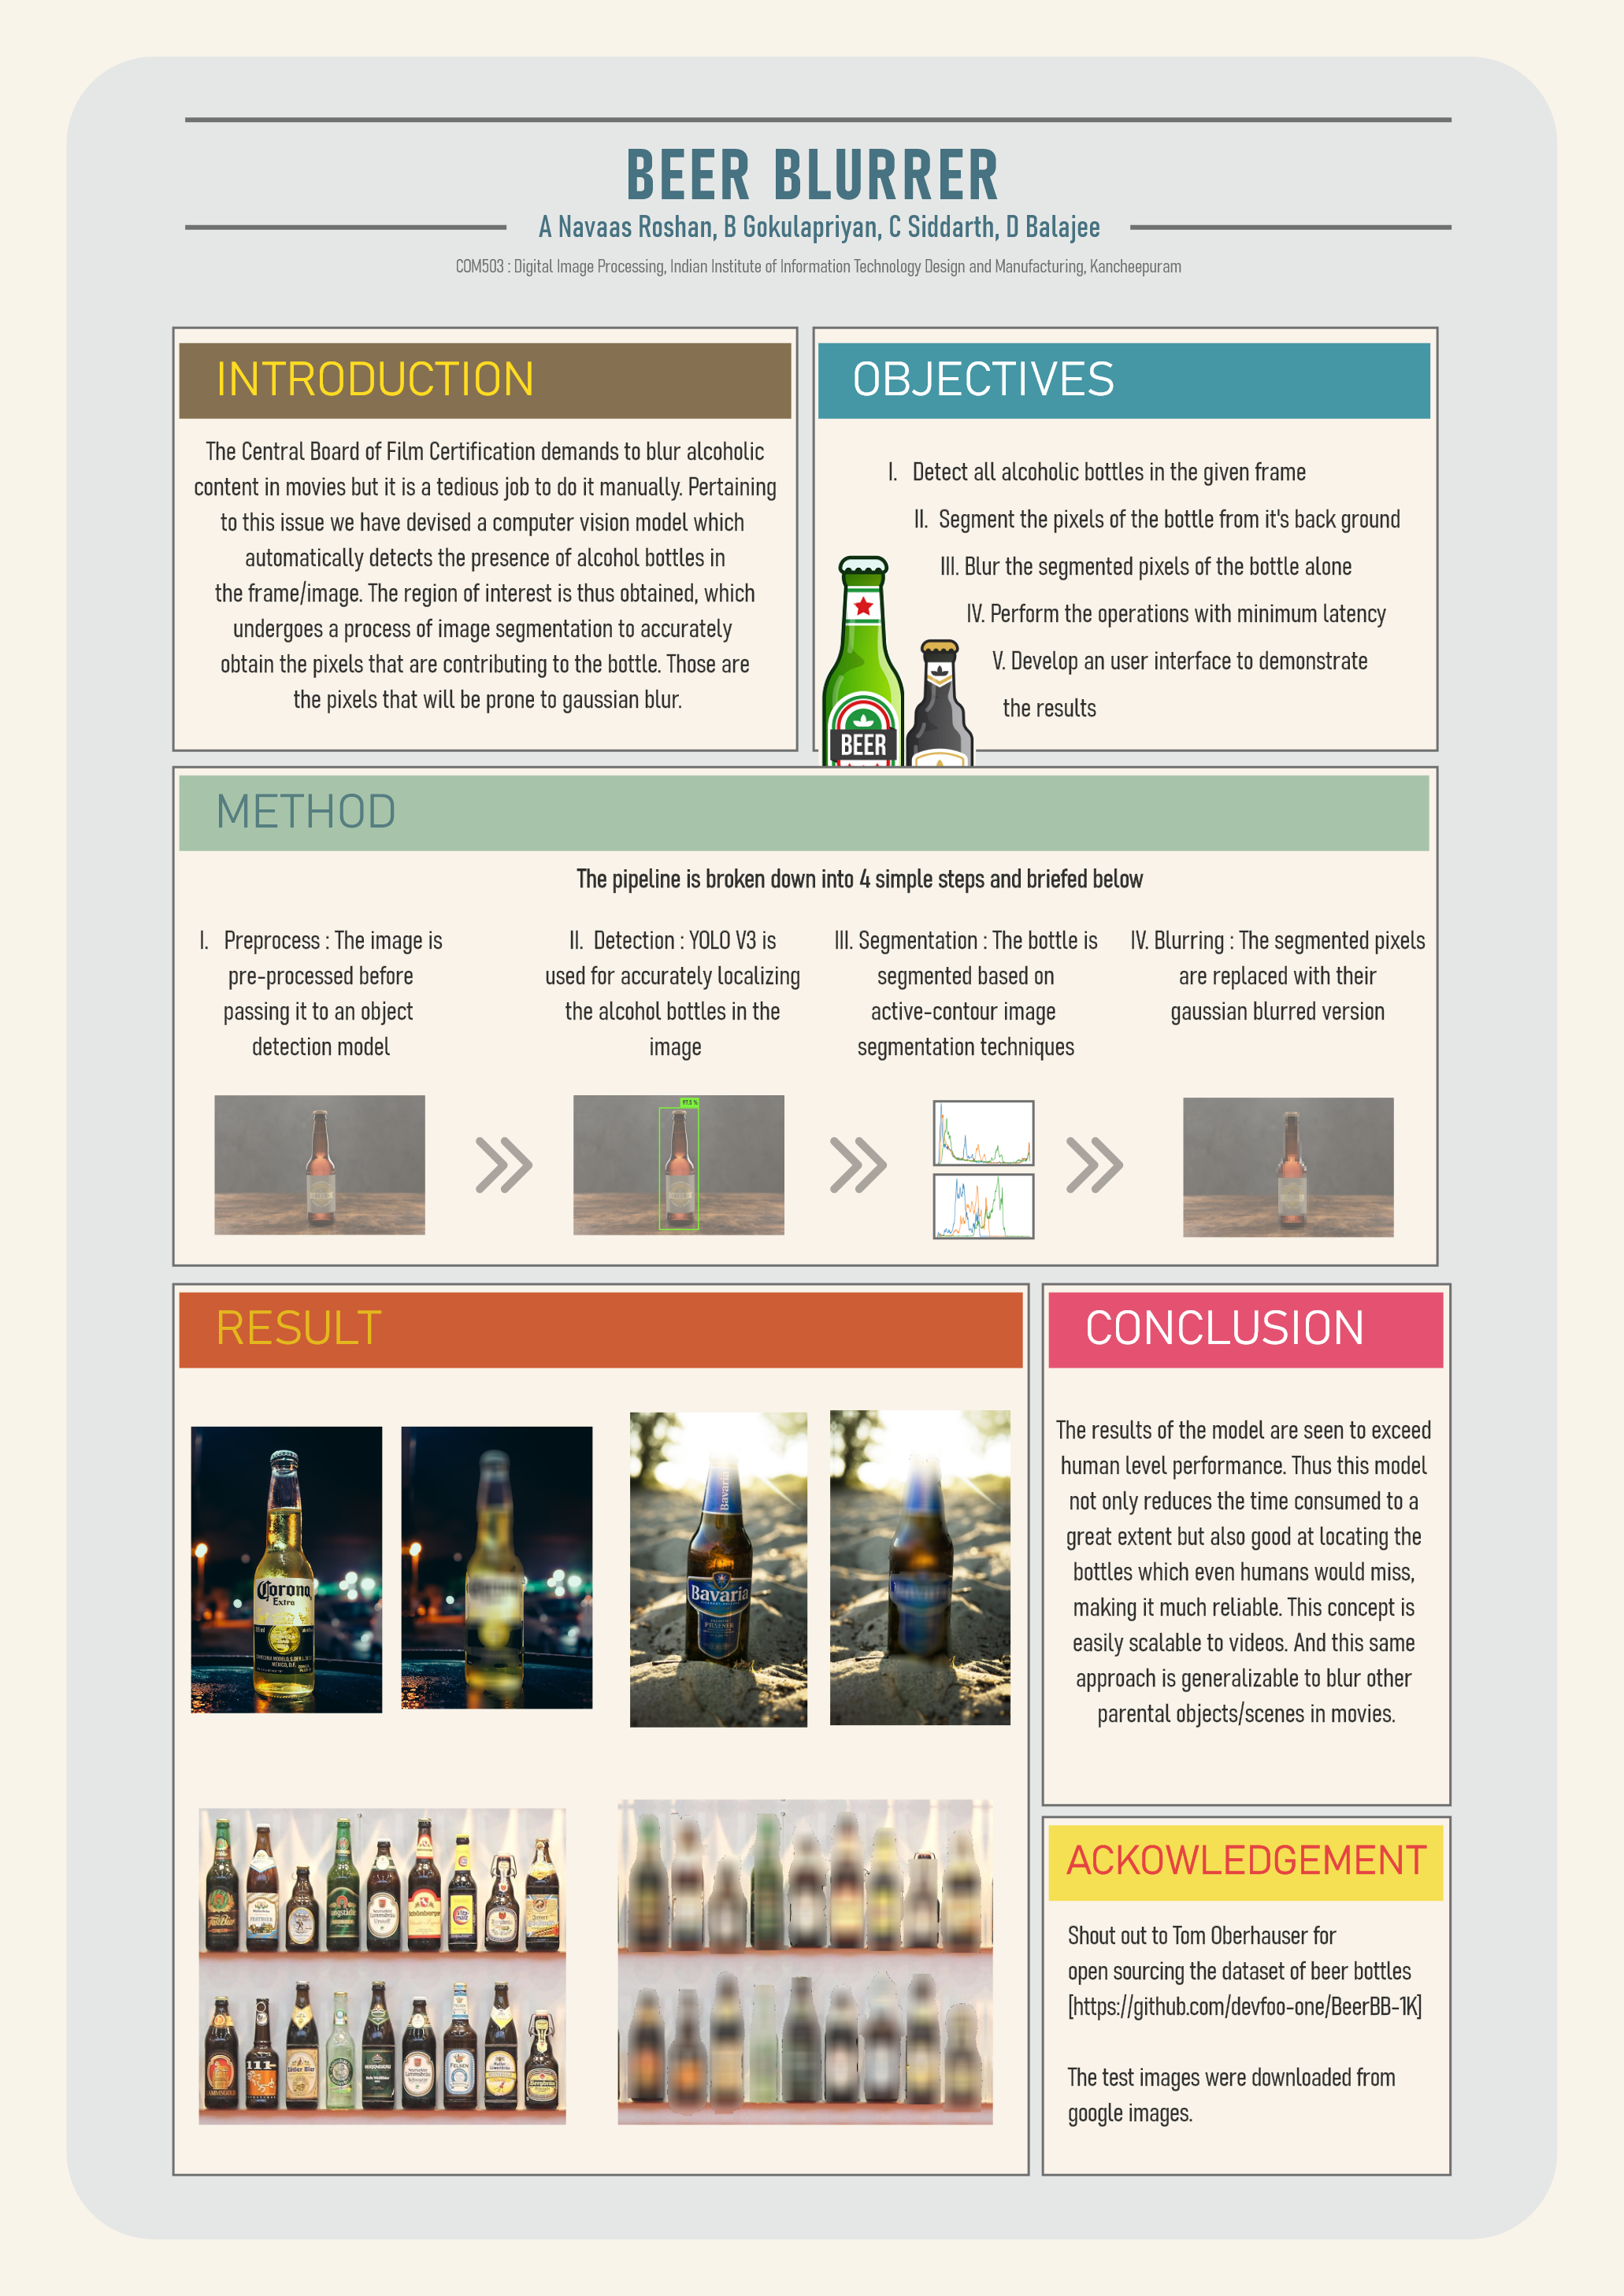 BEER BLURRER
A Navaas Roshan, B Gokulapriyan, C Siddarth, D Balajee
COM503 : Digital Image Processing, Indian Institute of Information Technology Design and Manufacturing, Kancheepuram
INTRODUCTION
The Central Board of Film Certification demands to blur alcoholic
content in movies but it is a tedious job to do it manually. Pertaining
to this issue we have devised a computer vision model which
automatically detects the presence of alcohol bottles in
the frame/image. The region of interest is thus obtained, which
undergoes a process of image segmentation to accurately
obtain the pixels that are contributing to the bottle. Those are
the pixels that will be prone to gaussian blur.
OBJECTIVES
I. Detect all alcoholic bottles in the given frame
II. Segment the pixels of the bottle from it's back ground
III. Blur the segmented pixels of the bottle alone
IV. Perform the operations with minimum latency
V. Develop an user interface to demonstrate
the results
BEER
METHOD
The pipeline is broken down into 4 simple steps and briefed below
I. Preprocess : The image is
pre-processed before
passing it to an object
detection model
II. Detection : YOLO V3 is
used for accurately localizing
the alcohol bottles in the
image
III. Segmentation : The bottle is
segmented based on
active-contour image
segmentation techniques
IV. Blurring : The segmented pixels
are replaced with their
gaussian blurred version
97.5 %
RESULT
Corona
Extra
Bavaria
Bavaria
PILSENER
CONCLUSION
The results of the model are seen to exceed
human level performance. Thus this model
not only reduces the time consumed to a
great extent but also good at locating the
bottles which even humans would miss,
making it much reliable. This concept is
easily scalable to videos. And this same
approach is generalizable to blur other
parental objects/scenes in movies.
ACKOWLEDGEMENT
Shout out to Tom Oberhauser for
open sourcing the dataset of beer bottles
[https://github.com/devfoo-one/BeerBB-1K]
The test images were downloaded from
google images.